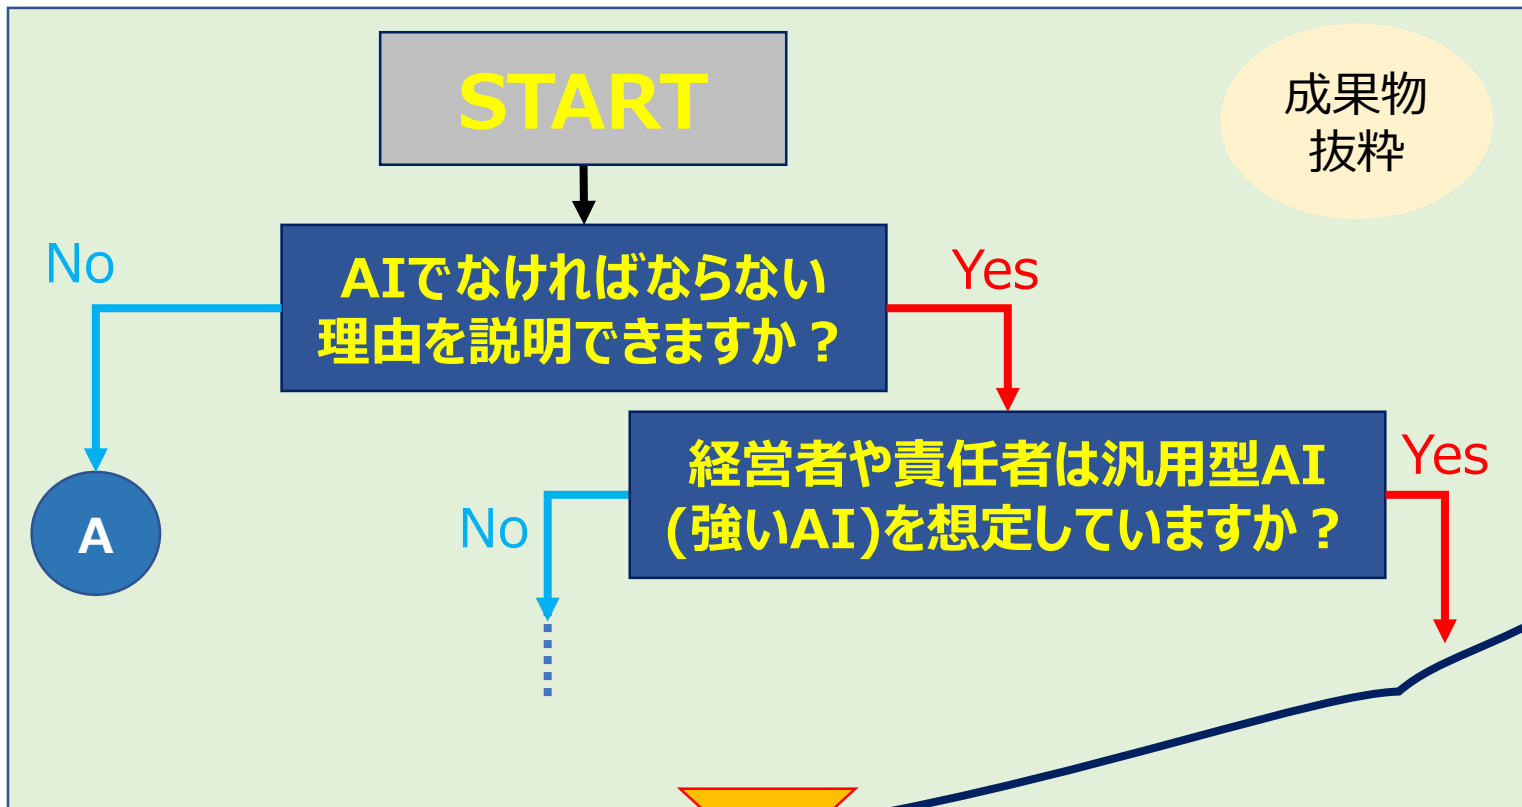 START
成果物
抜粋
No
AIでなければならない
理由を説明できますか？
Yes
経営者や責任者は汎用型AI
(強いAI)を想定していますか？
Yes
No
A